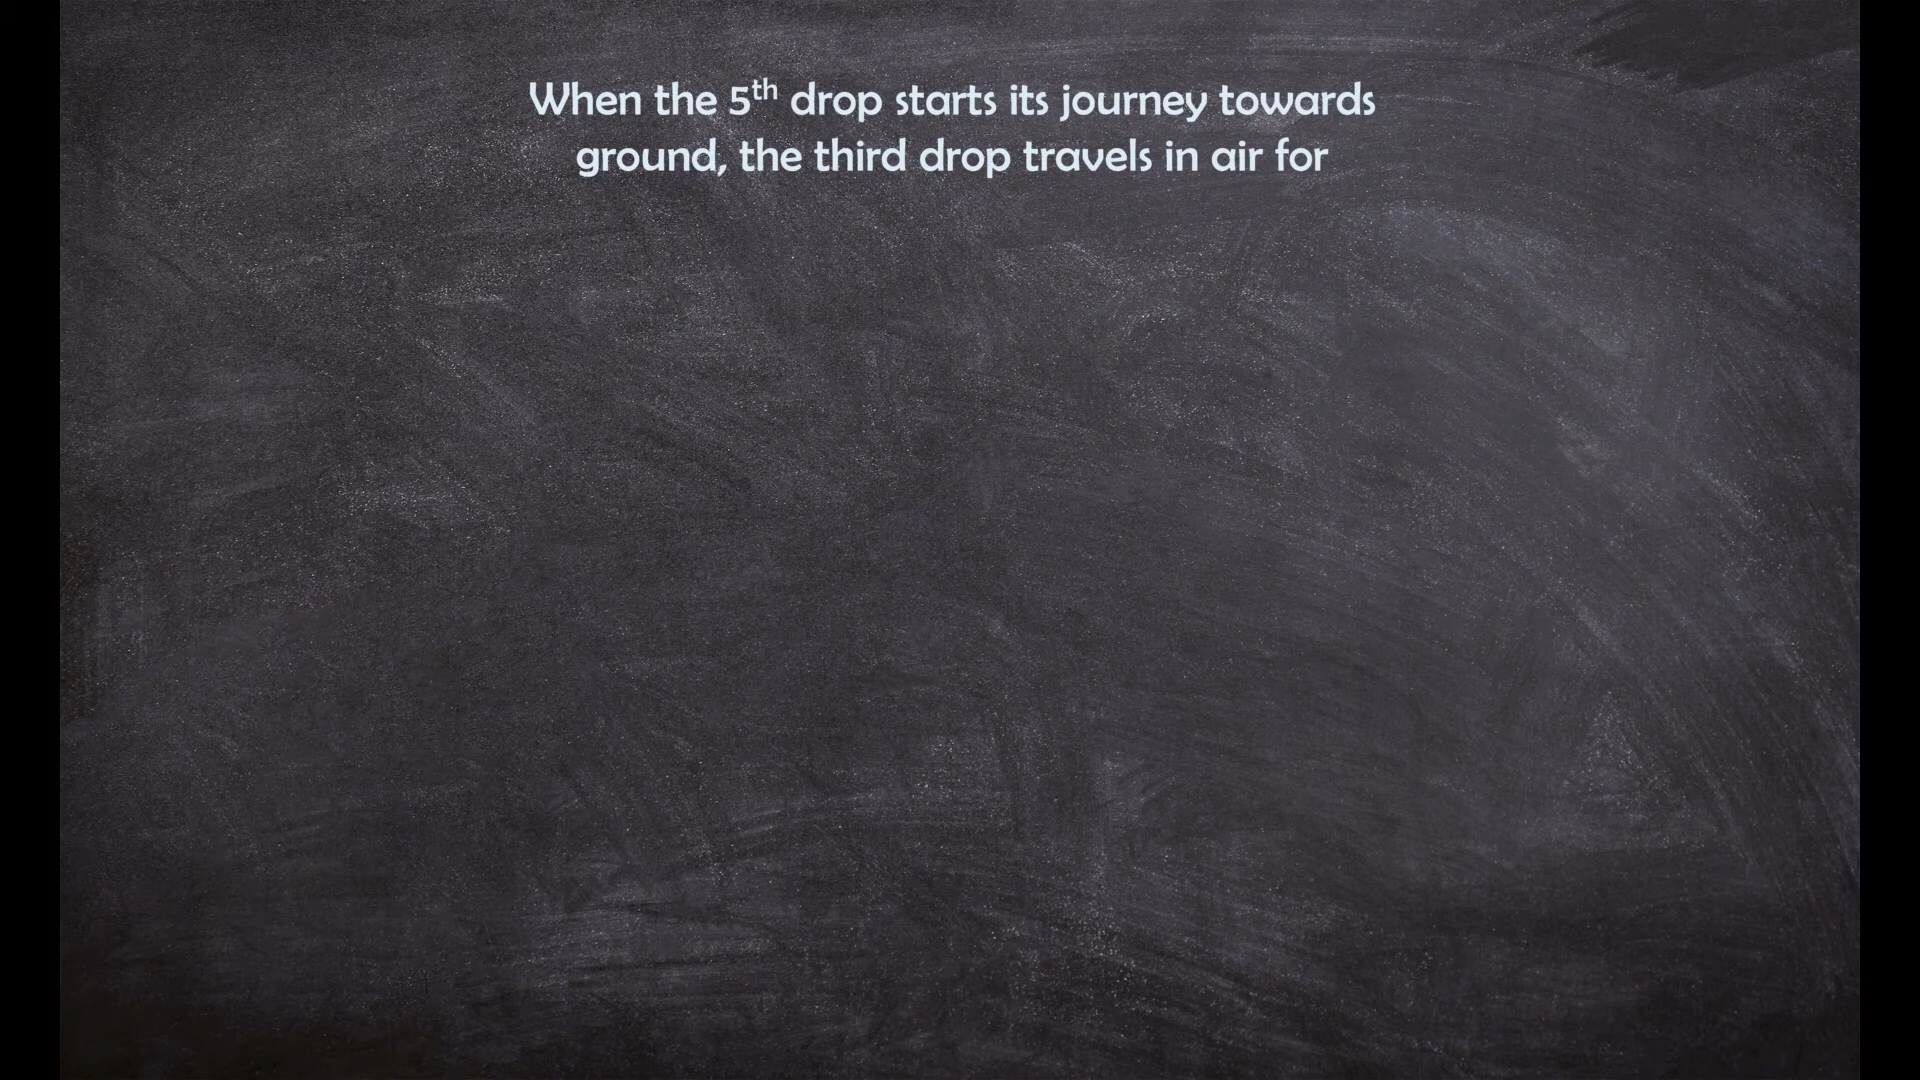 When the 5th drop starts its journey towards
ground, the third drop travels in air for